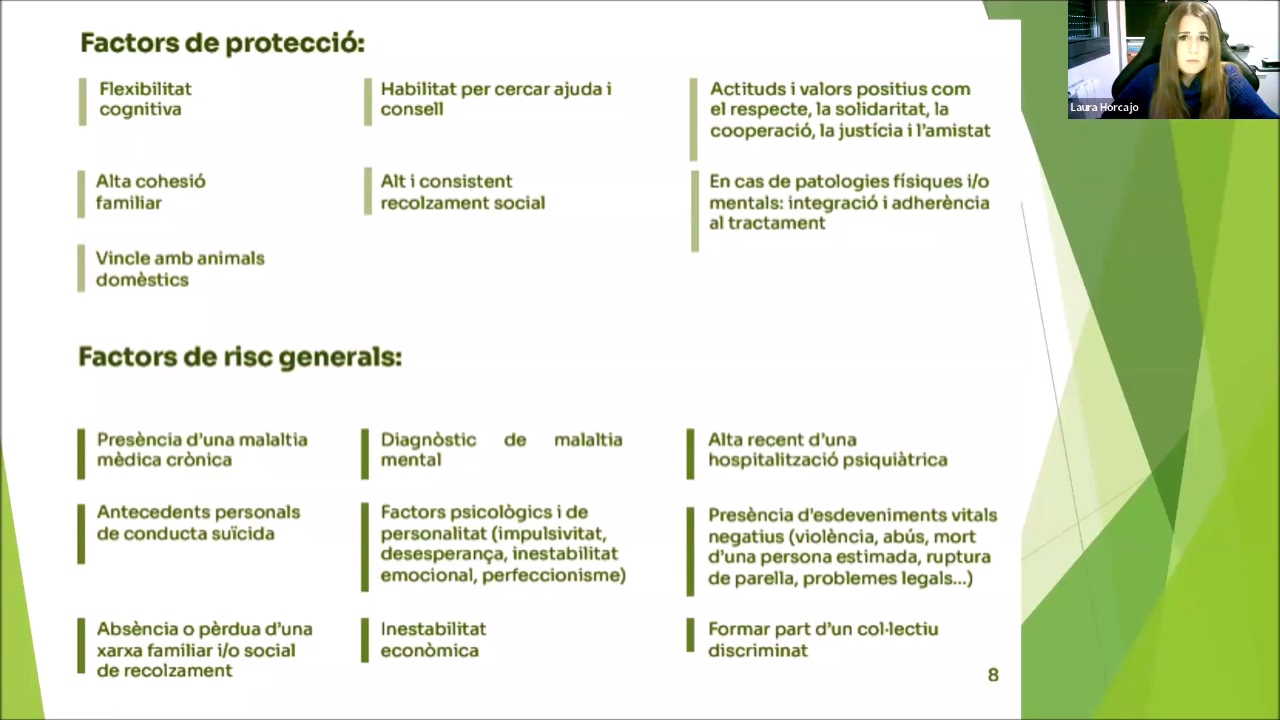 Factors de protecció:
Flexibilitat
cognitiva
Habilitat per cercar ajuda i
consell
Actituds i valors positius com
el respecte, la solidaritat, la
cooperació, la justícia i l'amistat
Alta cohesió
familiar
Alt i consistent
recolzament social
En cas de patologies físiques i/o
mentals: integració i adherència
al tractament
Vincle amb animals
domèstics
Factors de risc generals:
Presència d'una malaltia
mèdica crònica
Diagnòstic de malaltia
mental
Alta recent d'una
hospitalització psiquiàtrica
Antecedents personals
de conducta suïcida
Factors psicològics i de
personalitat (impulsivitat,
desesperança, inestabilitat
emocional, perfeccionisme)
Presència d'esdeveniments vitals
negatius (violència, abús, mort
d'una persona estimada, ruptura
de parella, problemes legals...)
Absència o pèrdua d'una
xarxa familiar i/o social
de recolzament
Inestabilitat
econòmica
Formar part d'un col·lectiu
discriminat
8
Laura Horcajo